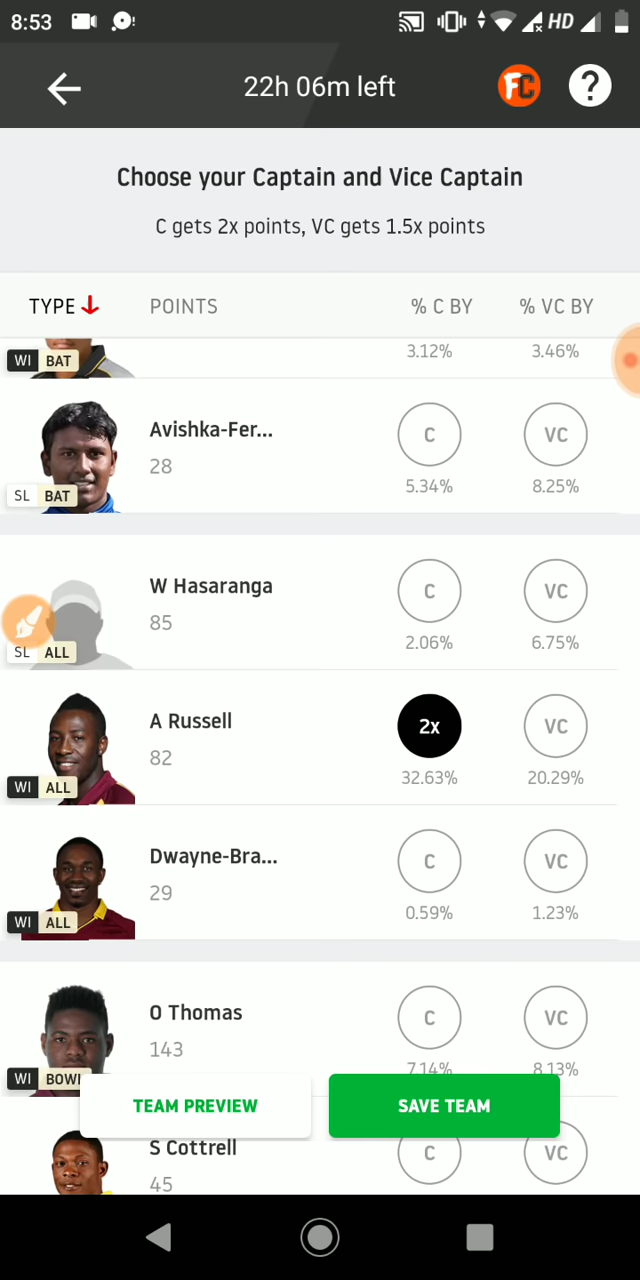 8:53 HD
22h 06m left FC ?
Choose your Captain and Vice Captain
C gets 2x points, VC gets 1.5x points
TYPE POINTS % C BY % VC BY
WI BAT 3.12% 3.46%
Avishka-Fer... C VC
28
SL BAT 5.34% 8.25%
W Hasaranga C VC
85
SL ALL 2.06% 6.75%
A Russell 2x VC
82
WI ALL 32.63% 20.29%
Dwayne-Bra... C VC
29
WI ALL 0.59% 1.23%
O Thomas C VC
143
WI BOWL 7.14% 8.13%
TEAM PREVIEW SAVE TEAM
S Cottrell C VC
45